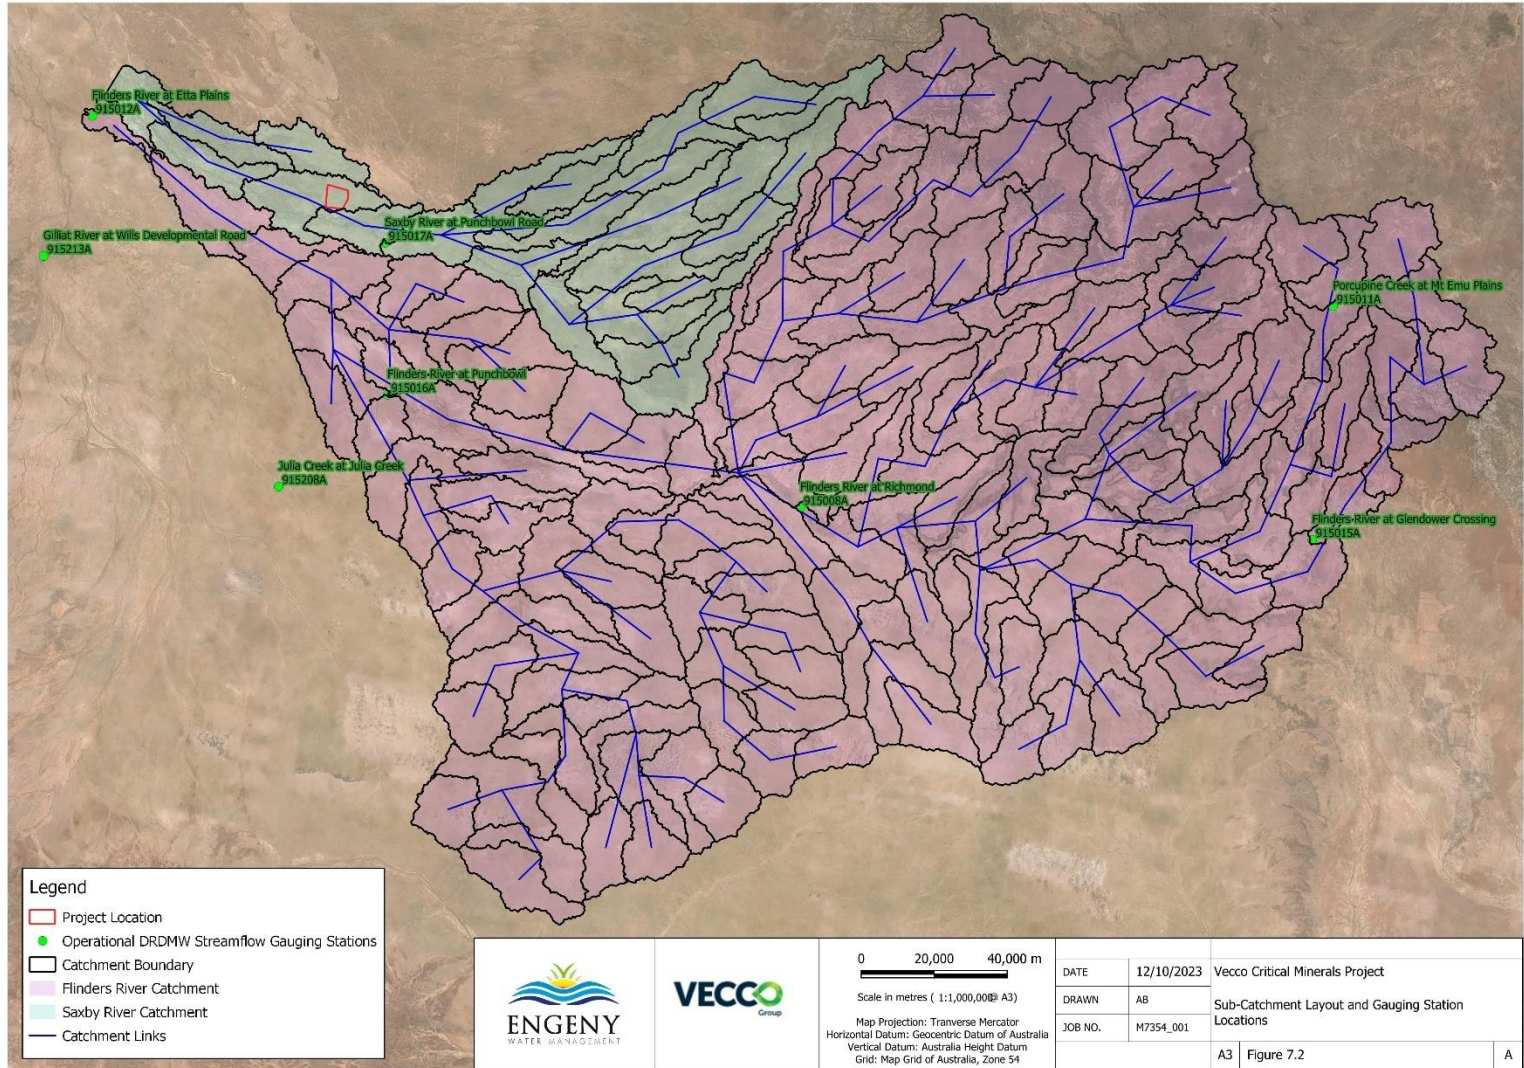 Flinders River at Etta Plains
915012A
Saxby River at Punchbowl Road
915017A
Gilliat River at Wills Developmental Road
915213A
Porcupine Creek at Mt Emu Plains
915011A
Flinders River at Punchbowl
915016A
Julia Creek at Julia Creek
915208A
Flinders River at Richmond
915008A
Flinders River at Glendower Crossing
915015A
Legend
Project Location
Operational DRDMW Streamflow Gauging Stations
Catchment Boundary
Flinders River Catchment
Saxby River Catchment
Catchment Links
ENGENY
WATER MANAGEMENT
VECCO
Group
0 20,000 40,000 m
Scale in metres ( 1:1,000,000@ A3)
Map Projection: Tranverse Mercator
Horizontal Datum: Geocentric Datum of Australia
Vertical Datum: Australia Height Datum
Grid: Map Grid of Australia, Zone 54
DATE 12/10/2023
DRAWN AB
JOB NO. M7354_001
Vecco Critical Minerals Project
Sub-Catchment Layout and Gauging Station
Locations
A3 Figure 7.2 A